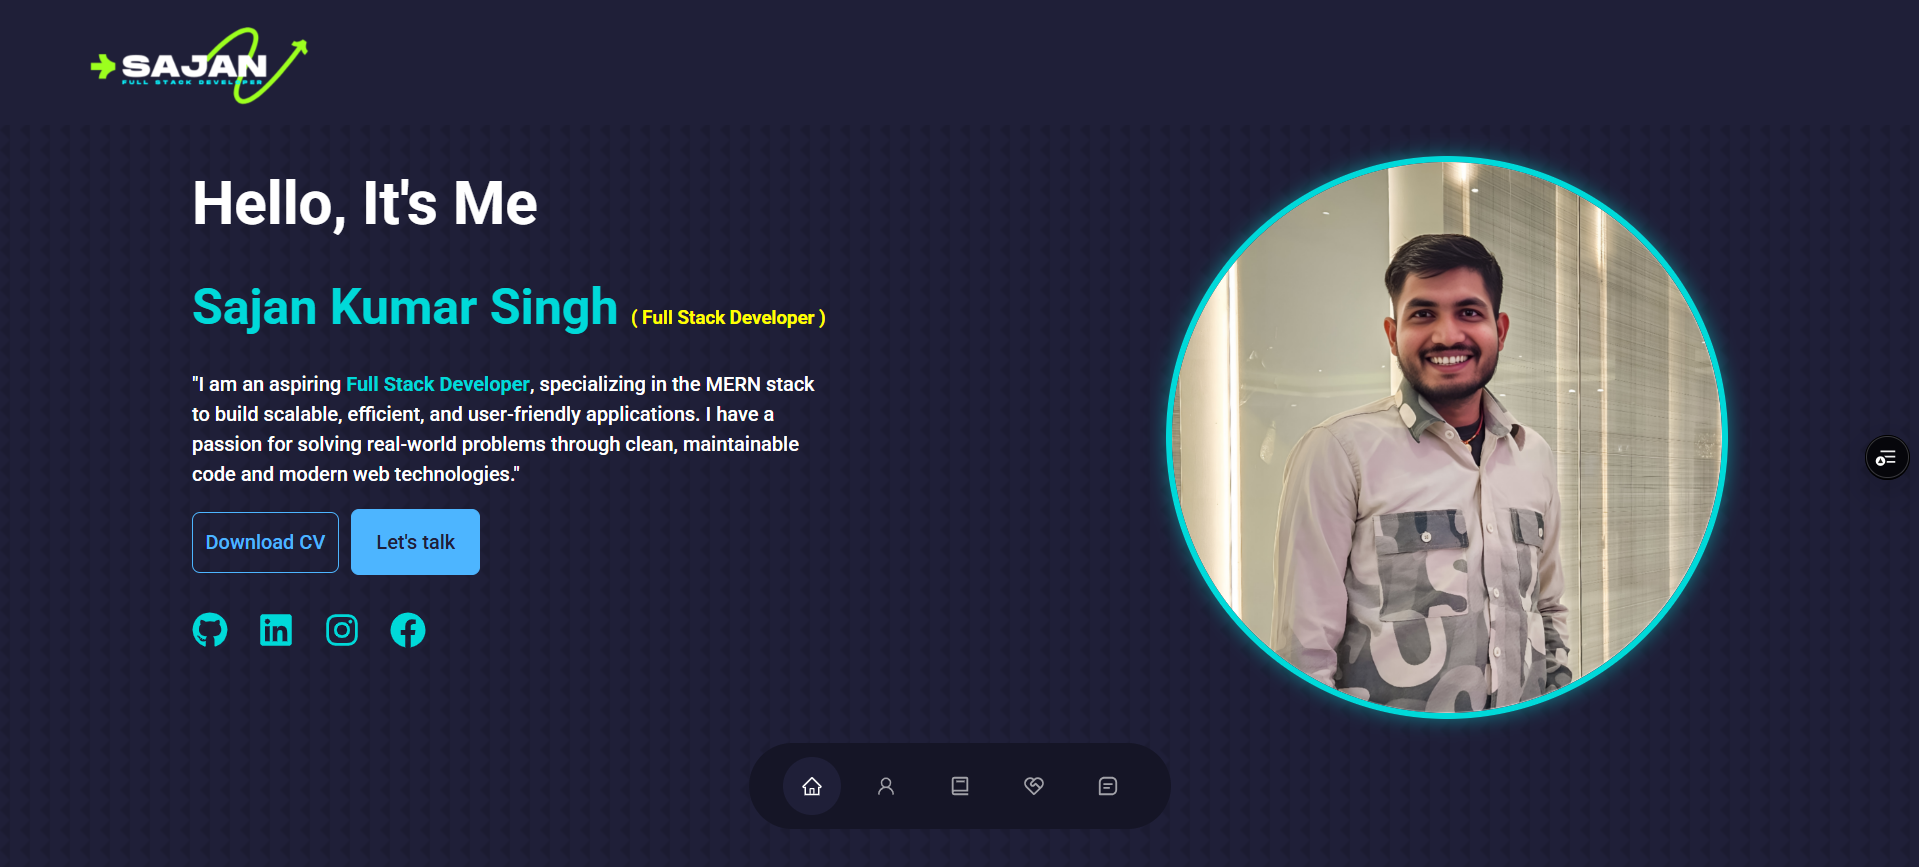 SAJAN
FULL STACK DEVELOPER
Hello, It's Me
Sajan Kumar Singh ( Full Stack Developer )
"I am an aspiring Full Stack Developer, specializing in the MERN stack
to build scalable, efficient, and user-friendly applications. I have a
passion for solving real-world problems through clean, maintainable
code and modern web technologies."
Download CV Let's talk